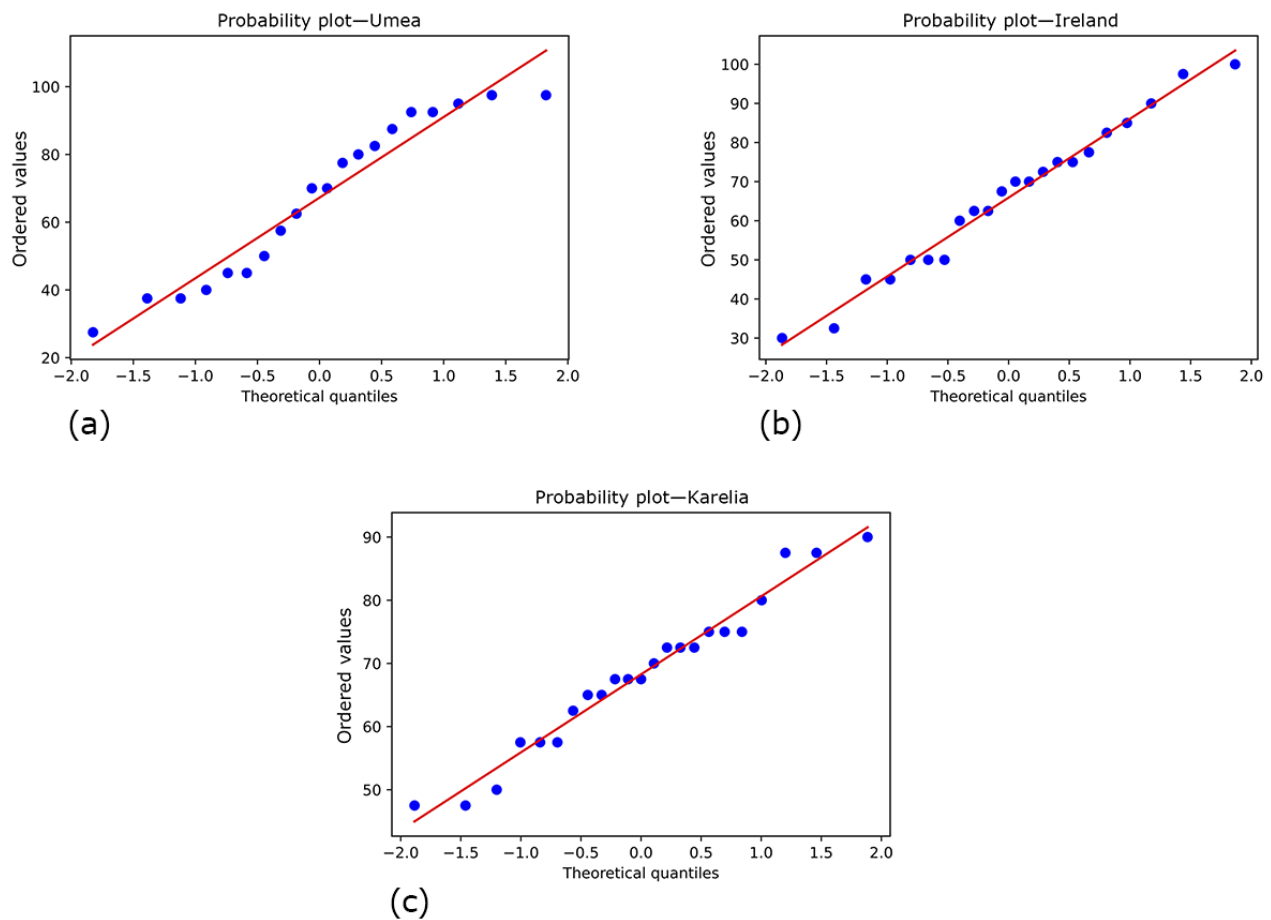 Probability plot—Umea
Ordered values
100
80
60
40
20
−2.0 −1.5 −1.0 −0.5 0.0 0.5 1.0 1.5 2.0
Theoretical quantiles
(a)
Probability plot—Ireland
Ordered values
100
90
80
70
60
50
40
30
−2.0 −1.5 −1.0 −0.5 0.0 0.5 1.0 1.5 2.0
Theoretical quantiles
(b)
Probability plot—Karelia
Ordered values
90
80
70
60
50
−2.0 −1.5 −1.0 −0.5 0.0 0.5 1.0 1.5 2.0
Theoretical quantiles
(c)